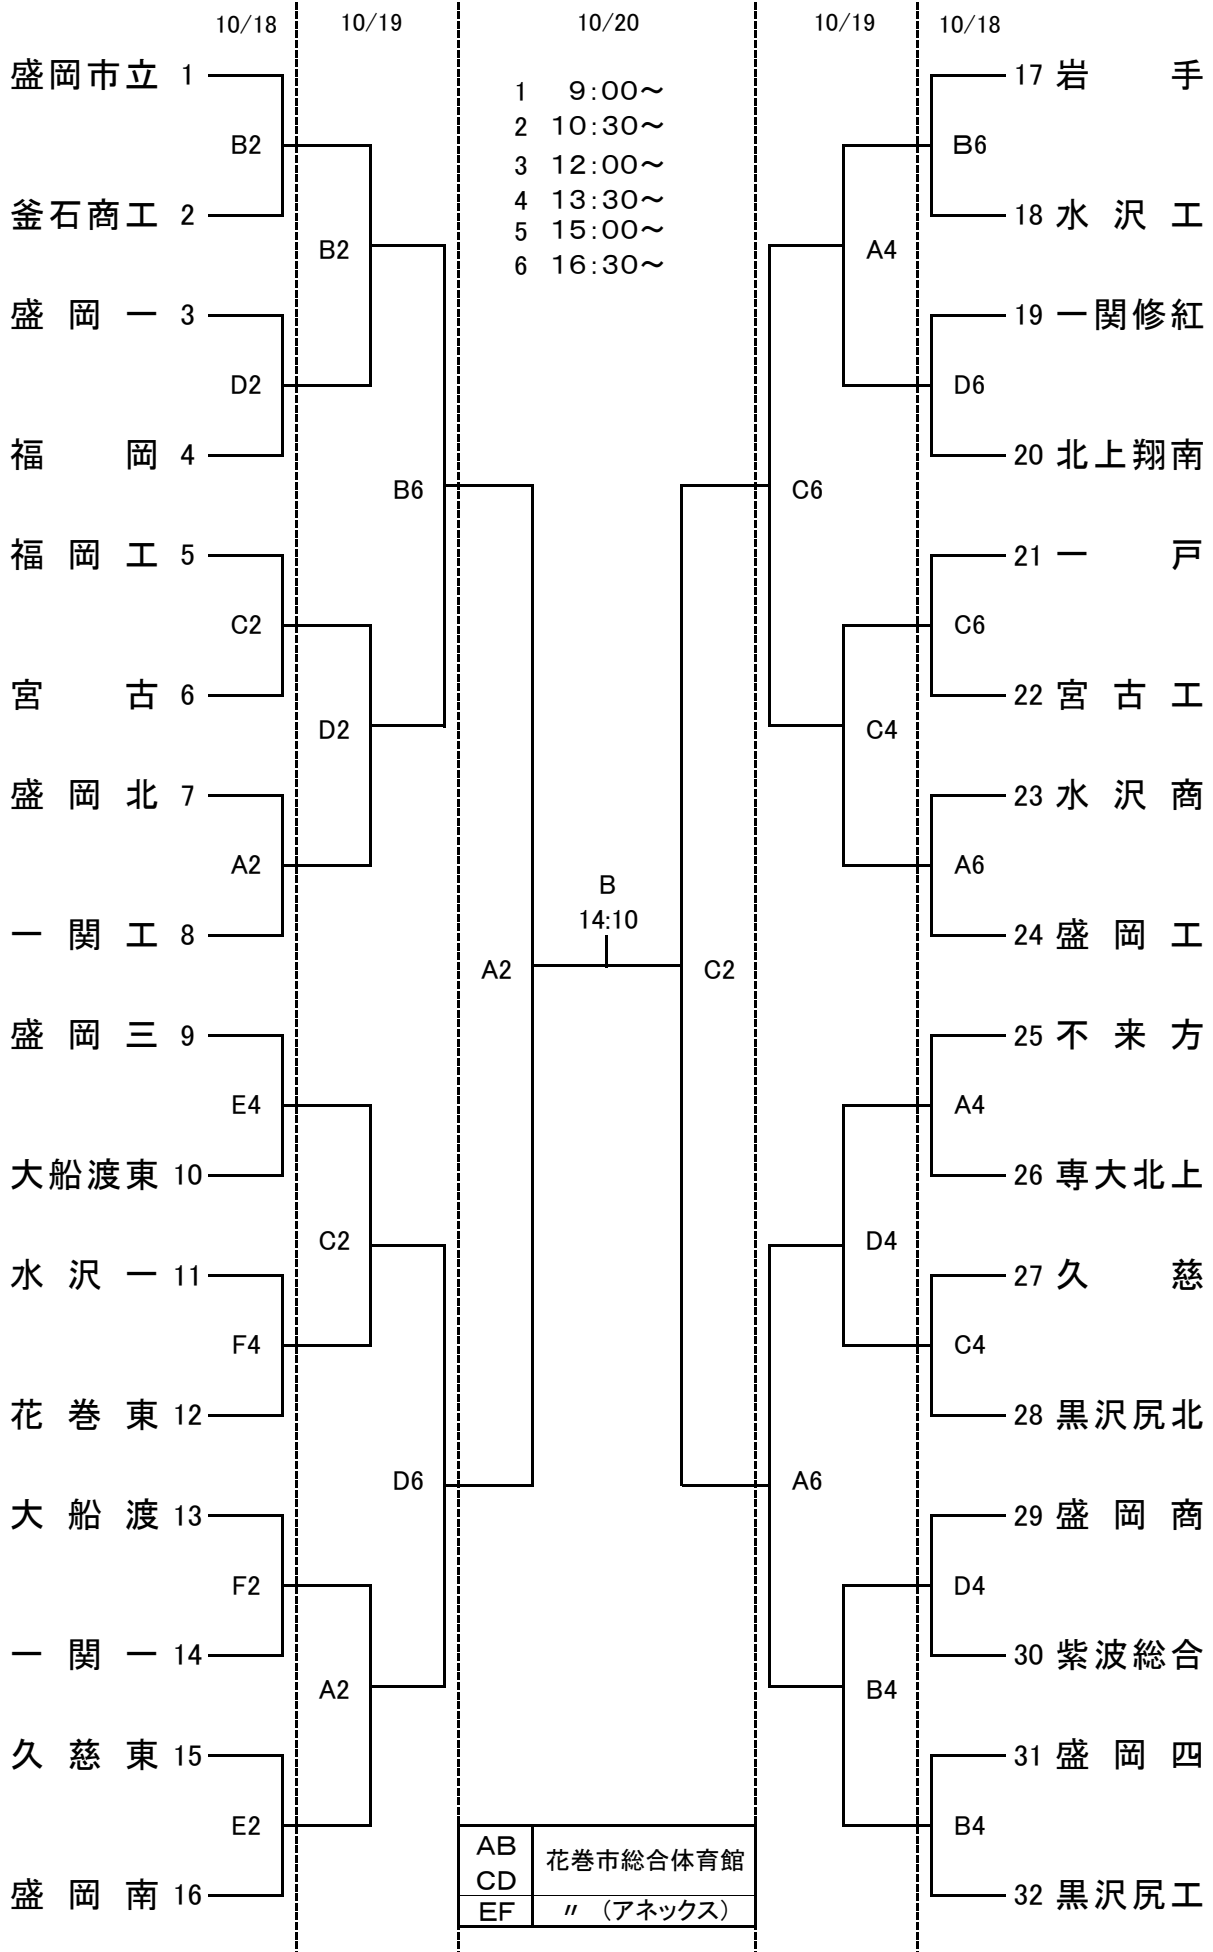 10/18 10/19 10/20 10/19 10/18
盛岡市立 1
17 岩手
1 9:00～
2 10:30～
B2
B6
3 12:00～
4 13:30～
釜石商工 2
18 水沢工
5 15:00～
B2
A4
6 16:30～
盛岡一 3
19 一関修紅
D2
D6
福岡 4
20 北上翔南
B6
C6
福岡工 5
21 一戸
C2
C6
宮古 6
22 宮古工
D2
C4
盛岡北 7
23 水沢商
A2
A6
B
14:10
一関工 8
24 盛岡工
A2
C2
盛岡三 9
25 不来方
E4
A4
大船渡東 10
26 専大北上
C2
D4
水沢一 11
27 久慈
F4
C4
花巻東 12
28 黒沢尻北
D6
A6
大船渡 13
29 盛岡商
F2
D4
一関一 14
30 紫波総合
A2
B4
久慈東 15
31 盛岡四
E2
B4
AB
CD
花巻市総合体育館
盛岡南 16
32 黒沢尻工
EF 〃 (アネックス)